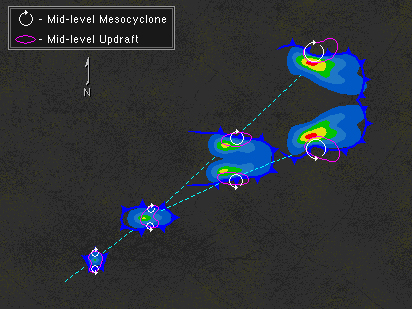 - Mid-level Mesocyclone
- Mid-level Updraft
N